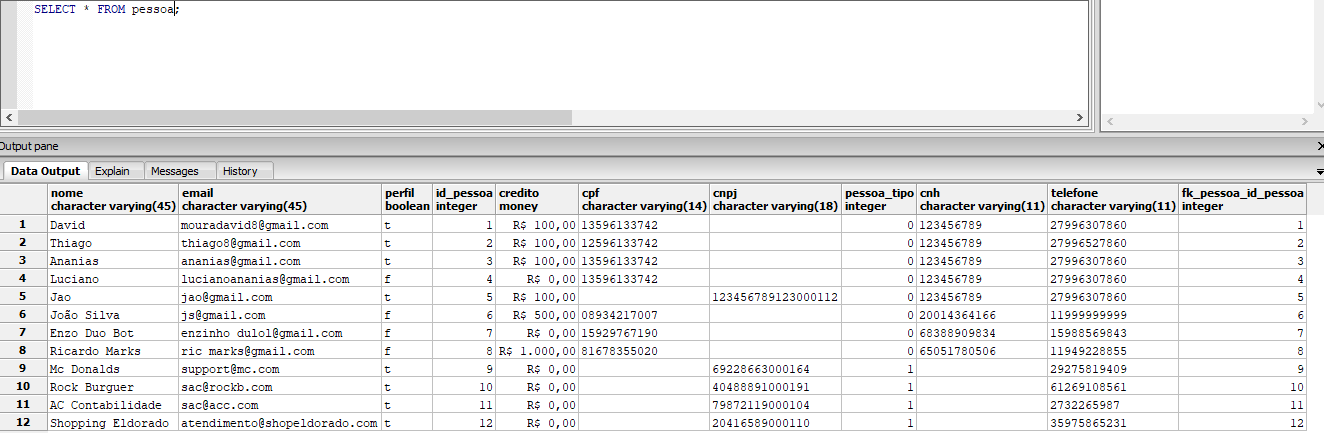 SELECT * FROM pessoa;
Output pane
Data Output Explain Messages History
nome email perfil id_pessoa credito cpf cnpj pessoa_tipo cnh telefone fk_pessoa_id_pessoa
character varying(45) character varying(45) boolean integer money character varying(14) character varying(18) integer character varying(11) character varying(11) integer
1 David mouradavid8@gmail.com t 1 R$ 100,00 13596133742 0 123456789 27996307860 1
2 Thiago thiago8@gmail.com t 2 R$ 100,00 12596133742 0 123456789 27996527860 2
3 Ananias ananias@gmail.com t 3 R$ 100,00 13596133742 0 123456789 27996307860 3
4 Luciano lucianoananias@gmail.com f 4 R$ 0,00 13596133742 0 123456789 27996307860 4
5 Jao jao@gmail.com t 5 R$ 100,00 123456789123000112 0 123456789 27996307860 5
6 João Silva js@gmail.com f 6 R$ 500,00 08934217007 0 20014364166 11999999999 6
7 Enzo Duo Bot enzinho_dulol@gmail.com f 7 R$ 0,00 15929767190 0 68388909834 15988569843 7
8 Ricardo Marks ric_marks@gmail.com f 8 R$ 1.000,00 81678355020 0 65051780506 11949228855 8
9 Mc Donalds support@mc.com t 9 R$ 0,00 69228663000164 1 29275819409 9
10 Rock Burguer sac@rockb.com t 10 R$ 0,00 40488891000191 1 61269108561 10
11 AC Contabilidade sac@acc.com t 11 R$ 0,00 79872119000104 1 2732265987 11
12 Shopping Eldorado atendimento@shopeldorado.com t 12 R$ 0,00 20416589000110 1 35975865231 12